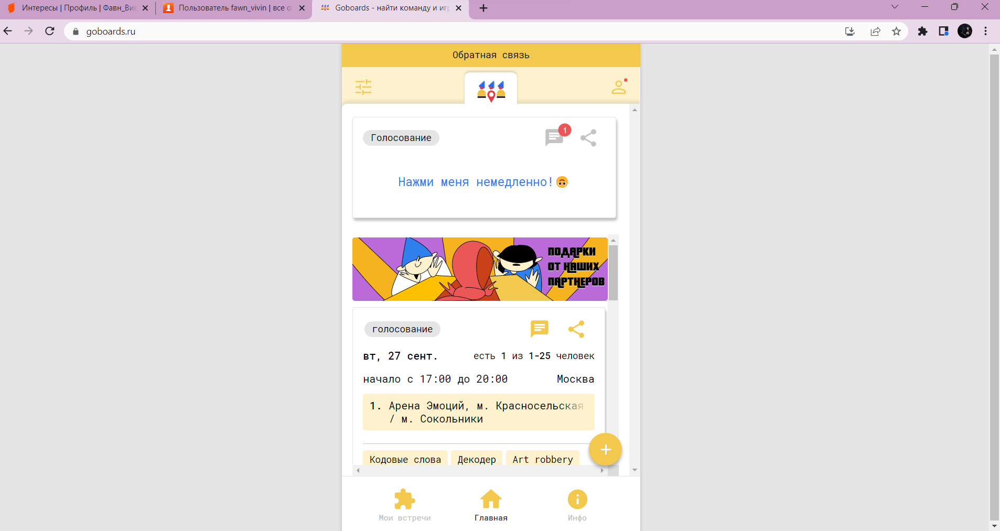 Интересы | Профиль | Фавн_Вив
Пользователь fawn_vivin | все о
Goboards - найти команду и игр
goboards.ru
Обратная связь
Голосование
1
Нажми меня немедленно!🙃
ПОДАРКИ
ОТ НАШИХ
ПАРТНЕРОВ
голосование
вт, 27 сент.
есть 1 из 1-25 человек
начало с 17:00 до 20:00
Москва
1. Арена Эмоций, м. Красносельская
/ м. Сокольники
Кодовые слова
Декодер
Art robbery
Мои встречи
Главная
Инфо